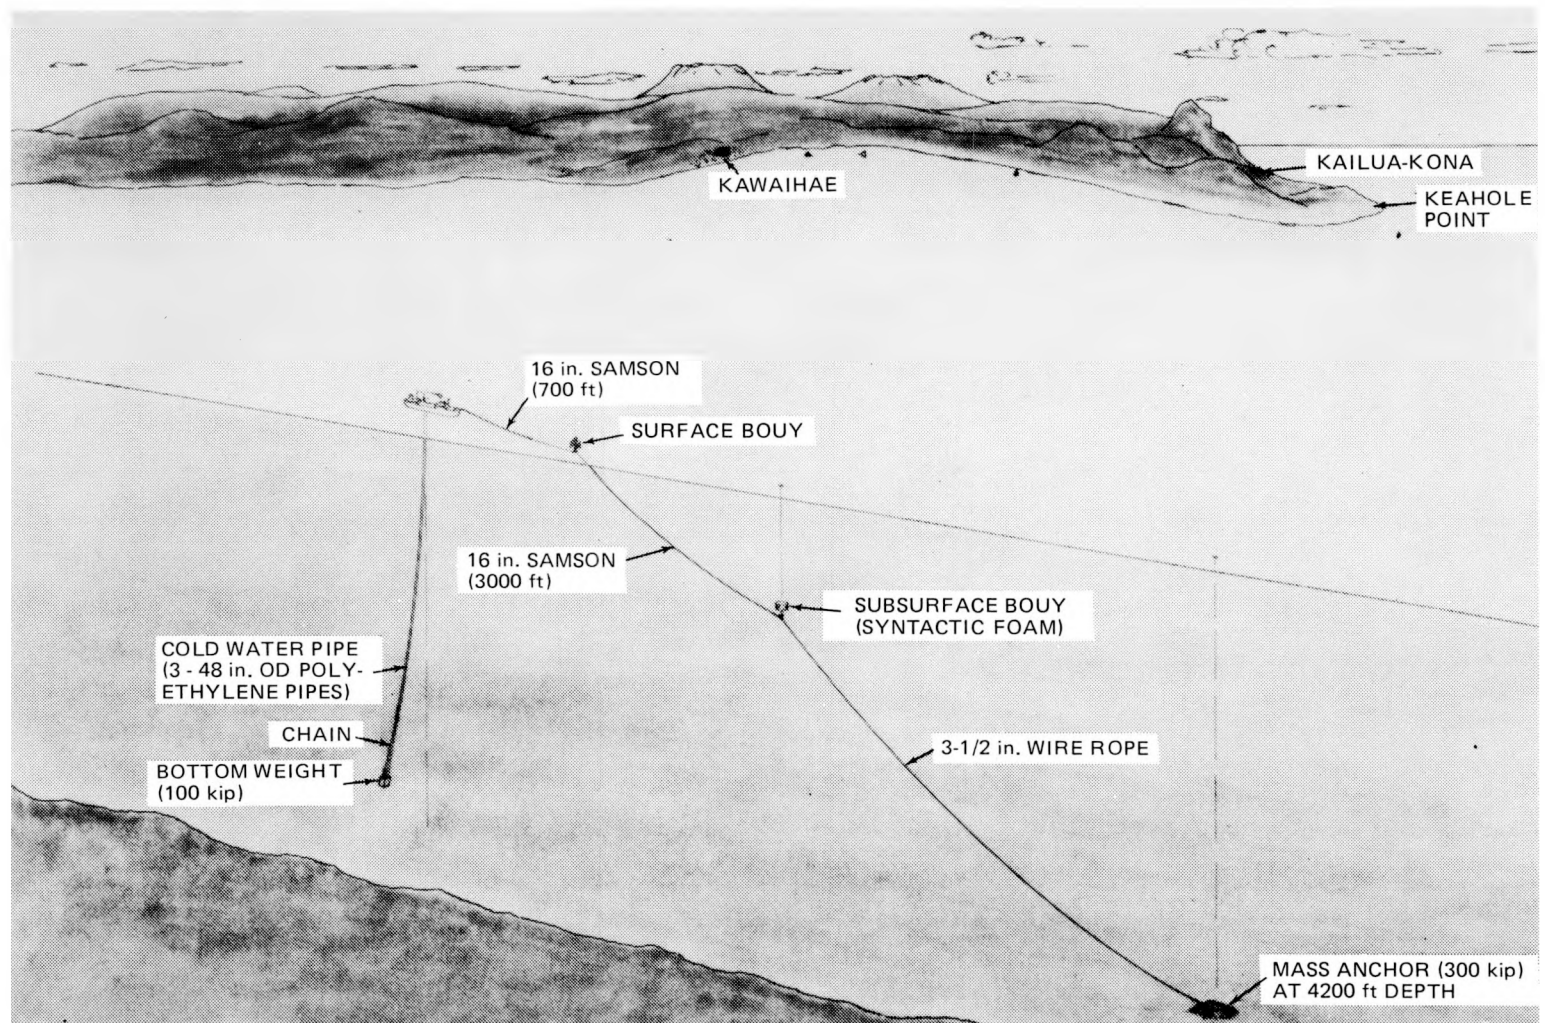 KAWAIHAE
KAILUA-KONA
KEAHOLE
POINT
16 in. SAMSON
(700 ft)
SURFACE BOUY
16 in. SAMSON
(3000 ft)
SUBSURFACE BOUY
(SYNTACTIC FOAM)
COLD WATER PIPE
(3 - 48 in. OD POLY-
ETHYLENE PIPES)
CHAIN
BOTTOM WEIGHT
(100 kip)
3-1/2 in. WIRE ROPE
MASS ANCHOR (300 kip)
AT 4200 ft DEPTH